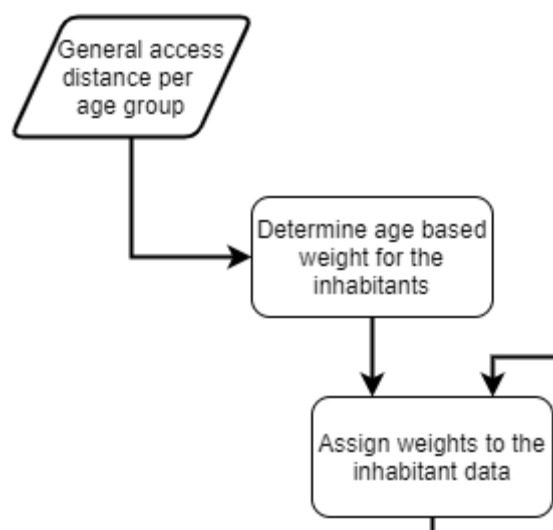 General access
distance per
age group
Determine age based
weight for the
inhabitants
Assign weights to the
inhabitant data